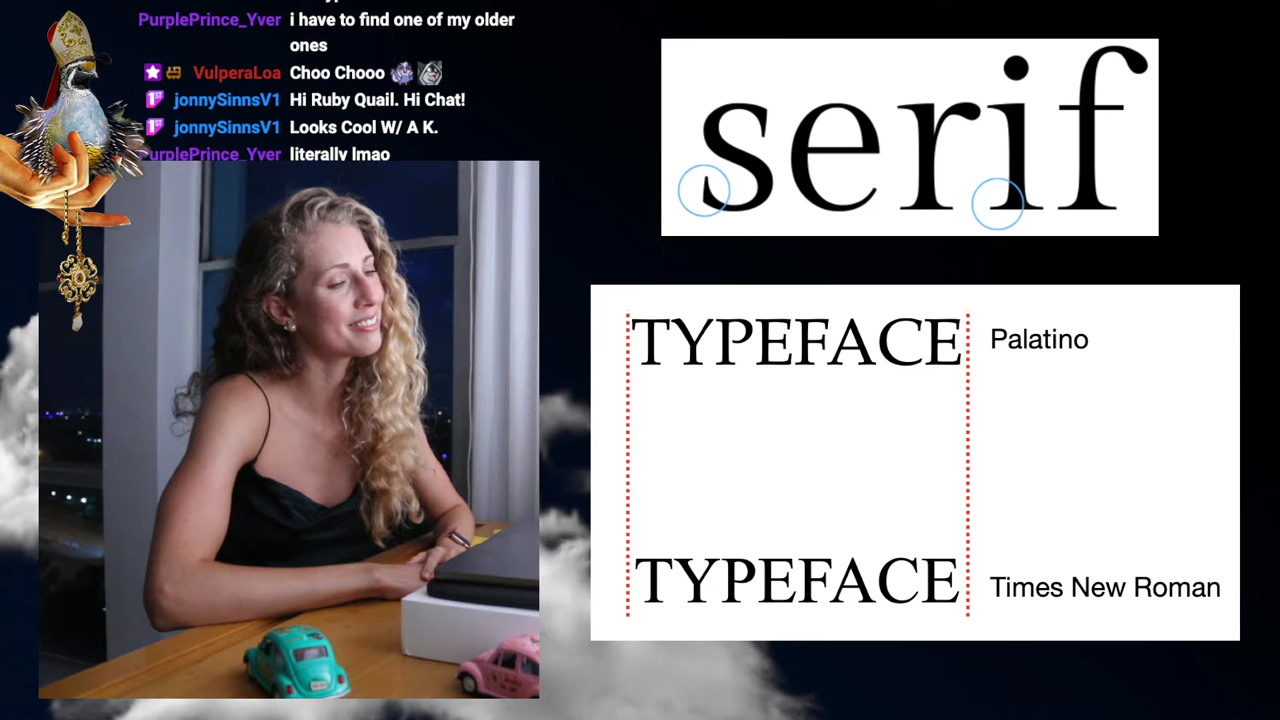 PurplePrince_Yver i have to find one of my older
ones
VulperaLoa Choo Chooo
jonnySinnsV1 Hi Ruby Quail. Hi Chat!
jonnySinnsV1 Looks Cool W/ A K.
urplePrince_Yver literally lmao
serif
TYPEFACE Palatino
TYPEFACE Times New Roman